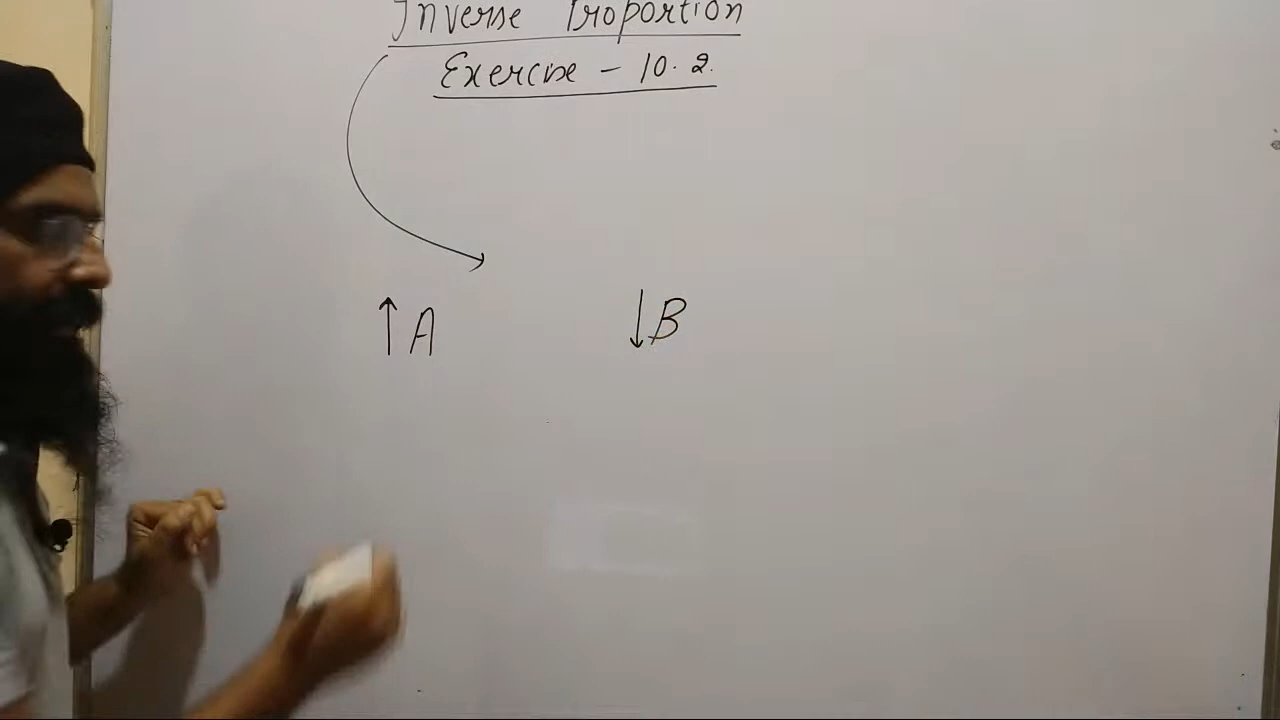 Inverse Proportion
Exercise - 10.2.
↑ A ↓ B